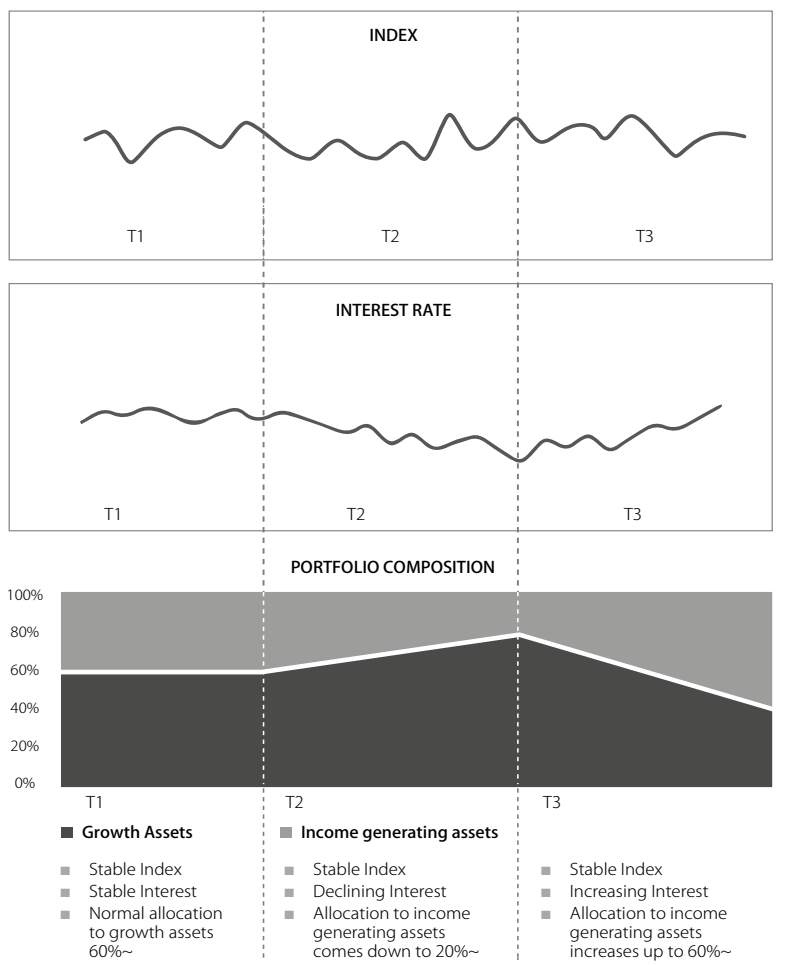 INDEX
T1 T2 T3
INTEREST RATE
T1 T2 T3
PORTFOLIO COMPOSITION
100%
80%
60%
40%
20%
0%
T1 T2 T3
Growth Assets Income generating assets
Stable Index
Stable Interest
Normal allocation
to growth assets
60%~
Stable Index
Declining Interest
Allocation to income
generating assets
comes down to 20%~
Stable Index
Increasing Interest
Allocation to income
generating assets
increases up to 60%~